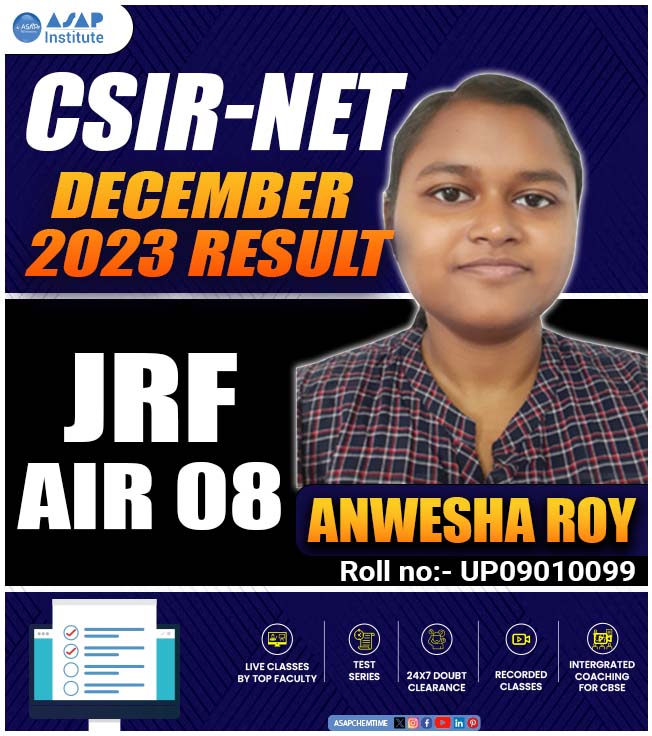 ASAP
ASAP
Institute
CSIR-NET
DECEMBER
2023 RESULT
JRF
AIR 08
ANWESHA ROY
Roll no:- UP09010099
LIVE CLASSES
BY TOP FACULTY
TEST
SERIES
24X7 DOUBT
CLEARANCE
RECORDED
CLASSES
INTERGRATED
COACHING
FOR CBSE
ASAPCHEMTIME